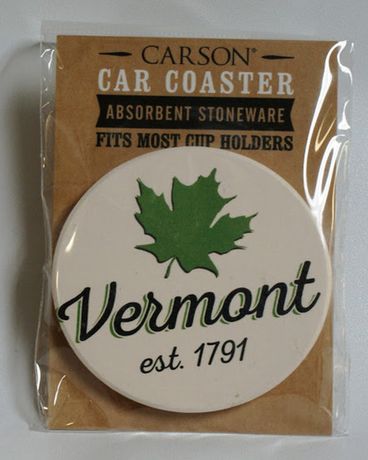 CARSON®
CAR COASTER
ABSORBENT STONEWARE
FITS MOST CUP HOLDERS
Vermont
est. 1791